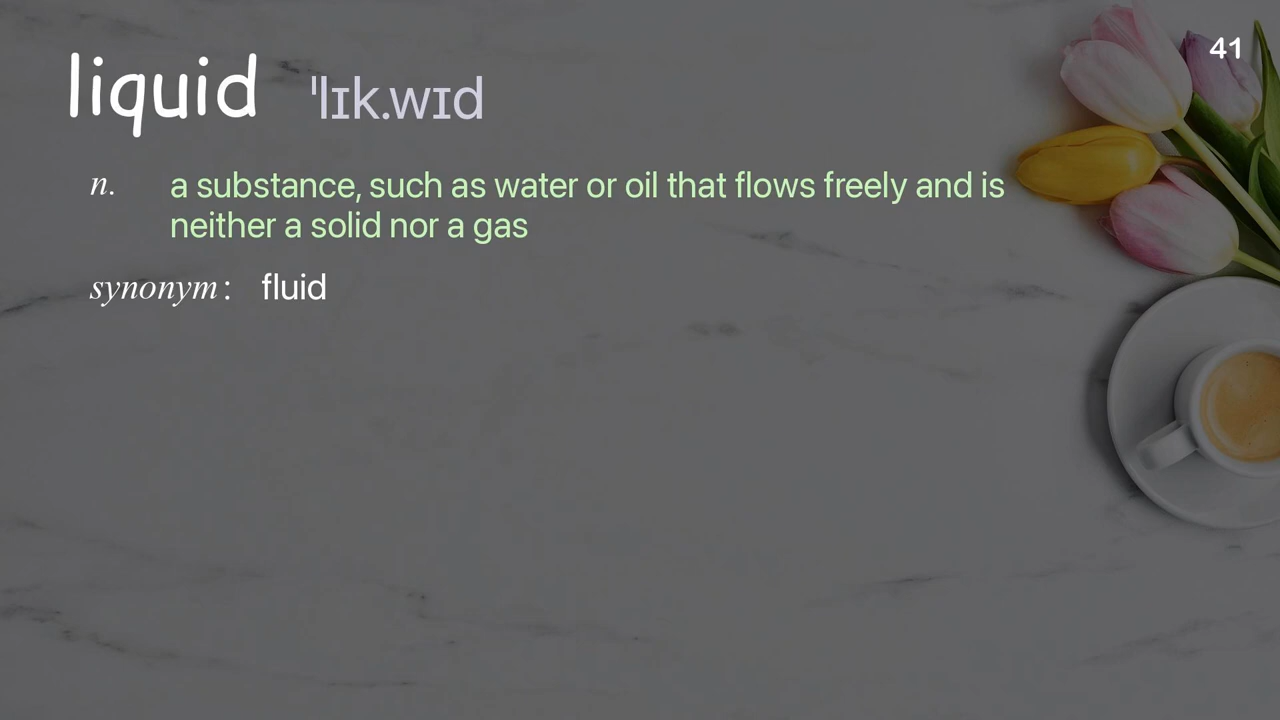 41
liquid ˈlɪk.wɪd
n. a substance, such as water or oil that flows freely and is
neither a solid nor a gas
synonym: fluid